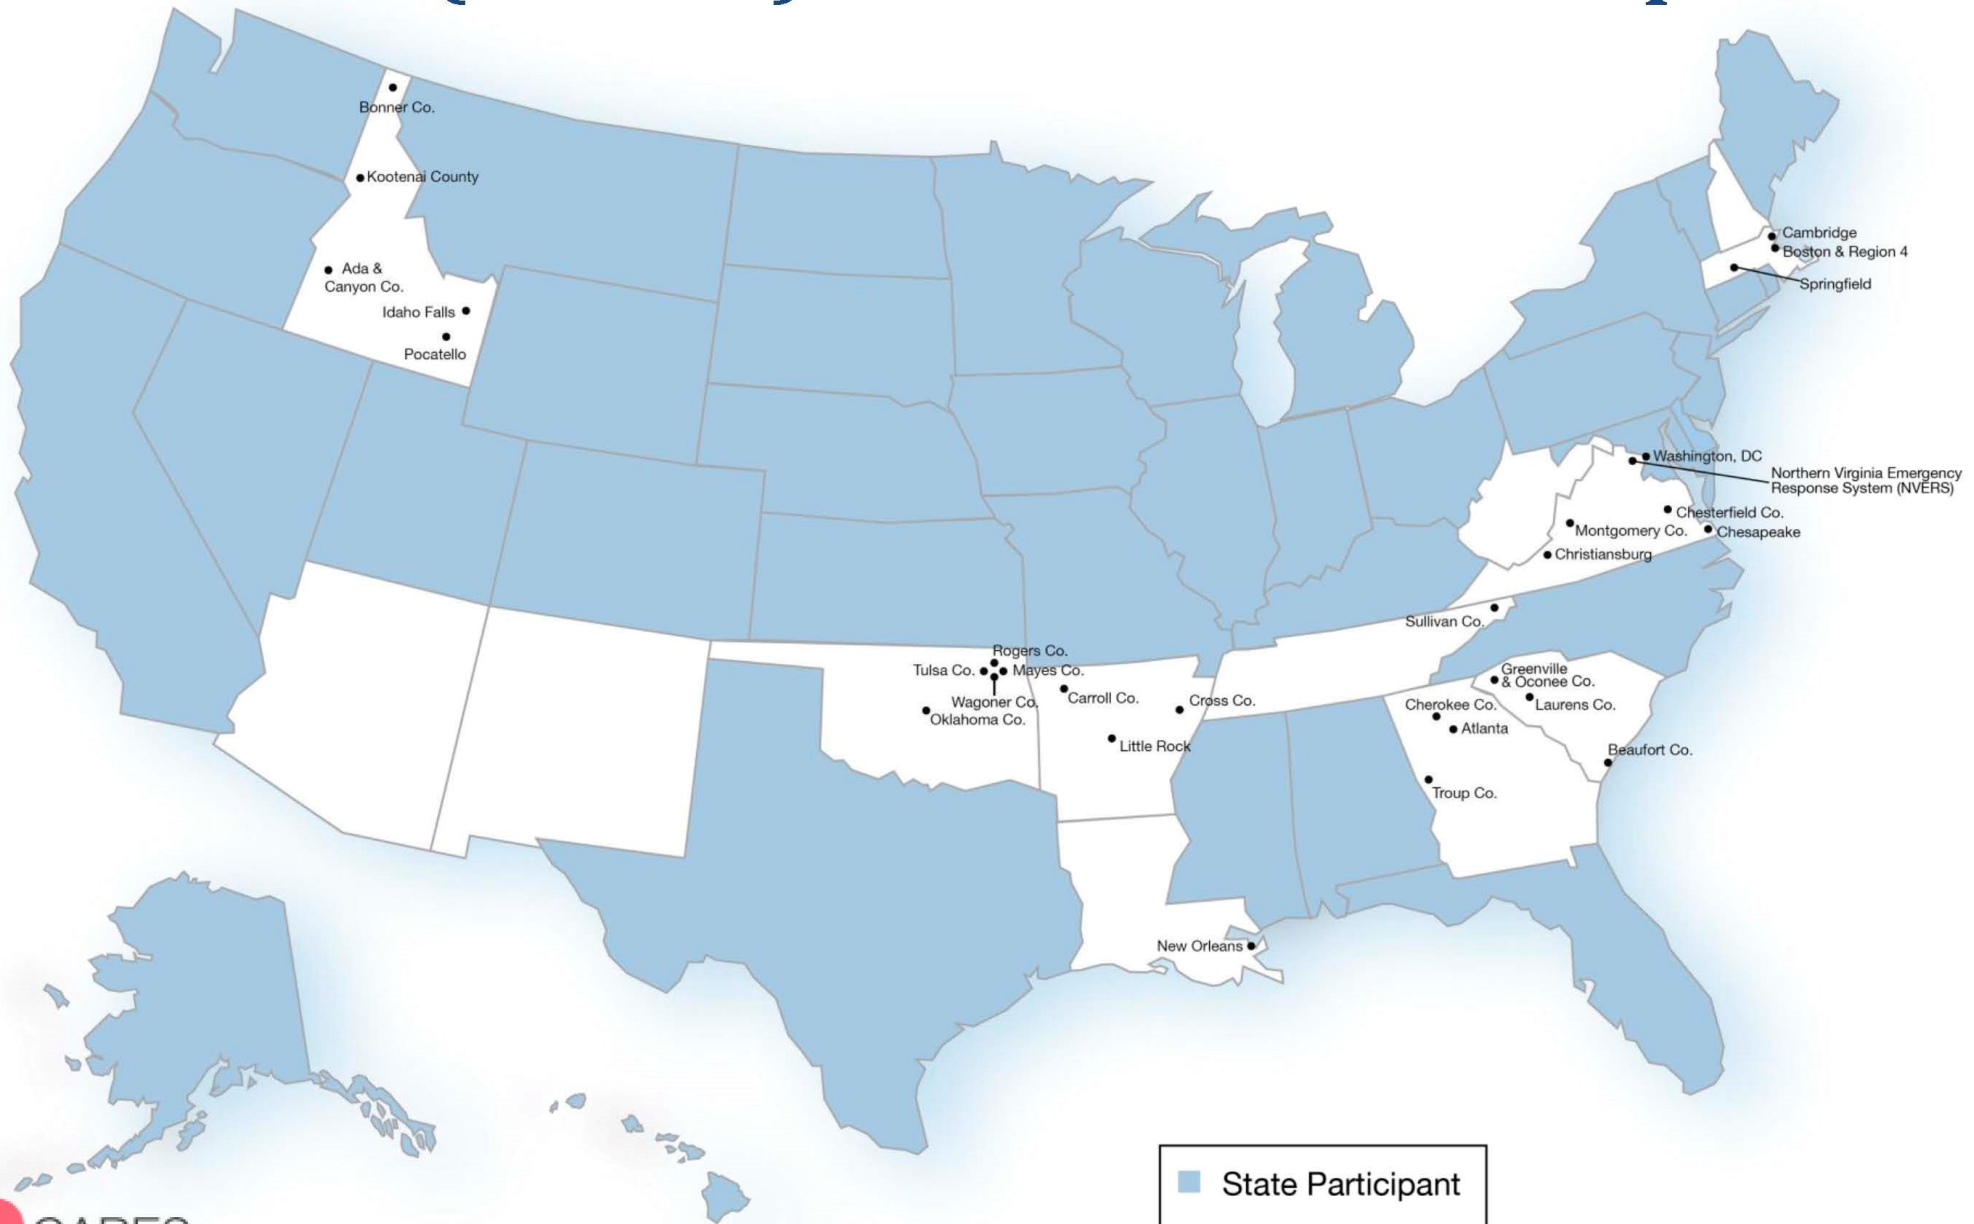 Bonner Co.
Kootenai County
Ada &
Canyon Co.
Idaho Falls
Pocatello
Cambridge
Boston & Region 4
Springfield
Washington, DC
Northern Virginia Emergency
Response System (NVERS)
Chesterfield Co.
Montgomery Co.
Chesapeake
Christiansburg
Sullivan Co.
Rogers Co.
Tulsa Co.
Mayes Co.
Wagoner Co.
Oklahoma Co.
Carroll Co.
Cross Co.
Little Rock
Greenville
& Oconee Co.
Laurens Co.
Cherokee Co.
Atlanta
Beaufort Co.
Troup Co.
New Orleans
State Participant
CARES